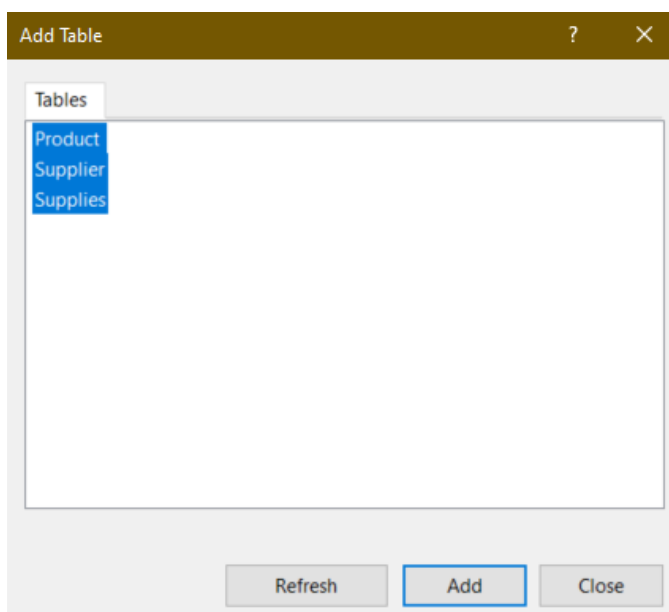 Add Table ? ×
Tables
Product
Supplier
Supplies
Refresh Add Close